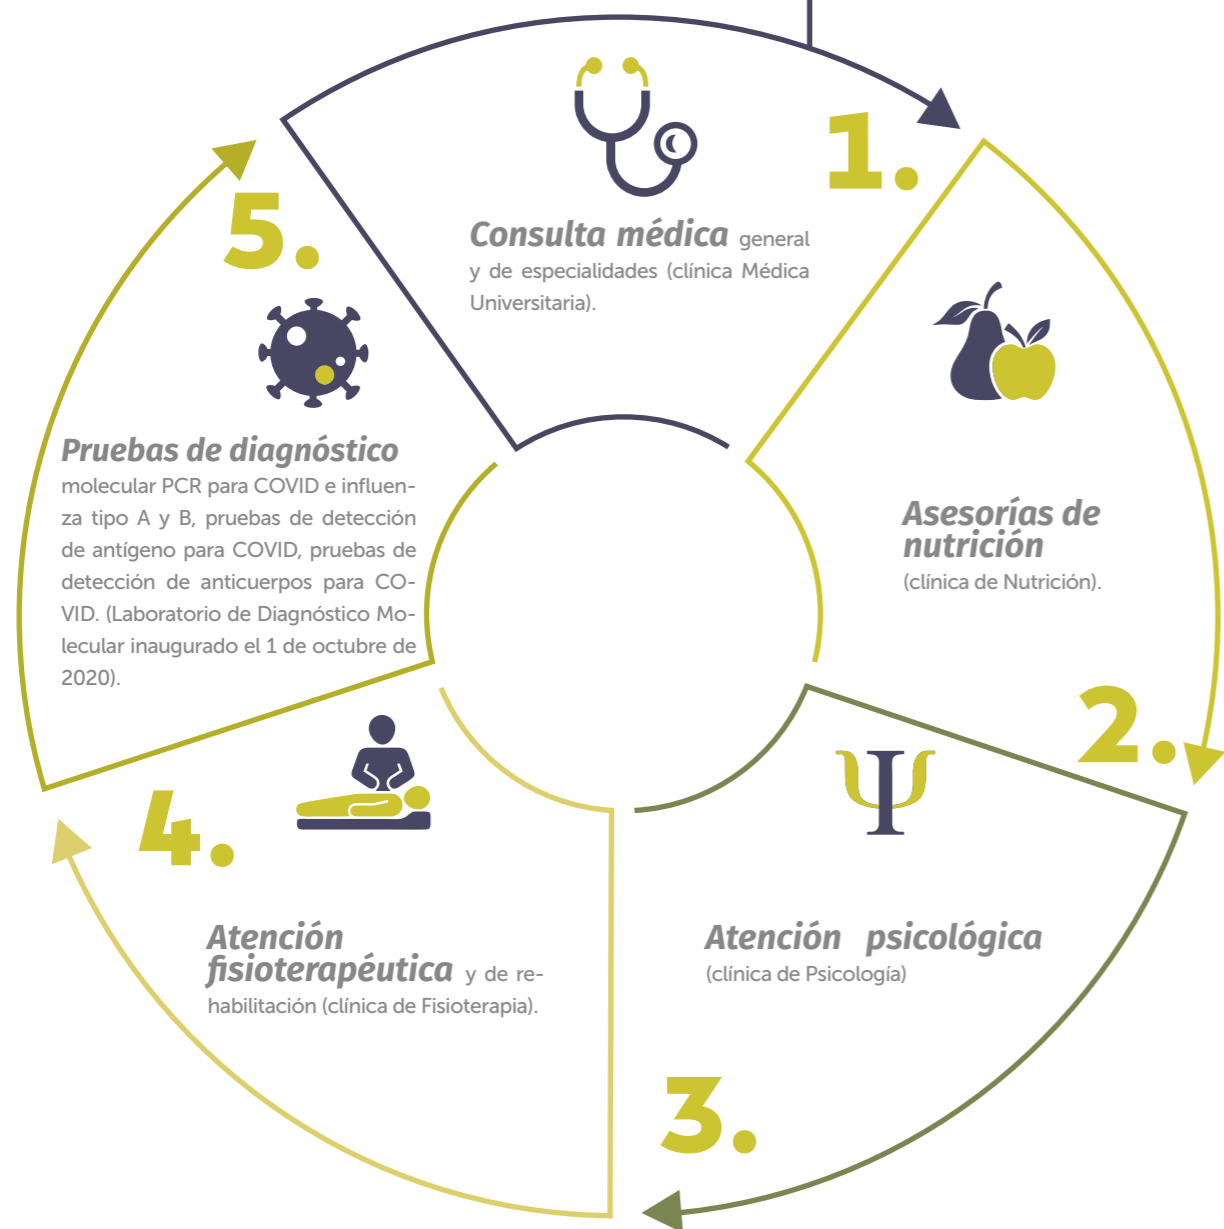 1.
Consulta médica general
y de especialidades (clínica Médica
Universitaria).
2.
Asesorías de
nutrición
(clínica de Nutrición).
3.
Atención psicológica
(clínica de Psicología)
4.
Atención
fisioterapéutica y de re-
habilitación (clínica de Fisioterapia).
5.
Pruebas de diagnóstico
molecular PCR para COVID e influen-
za tipo A y B, pruebas de detección
de antígeno para COVID, pruebas de
detección de anticuerpos para CO-
VID. (Laboratorio de Diagnóstico Mo-
lecular inaugurado el 1 de octubre de
2020).